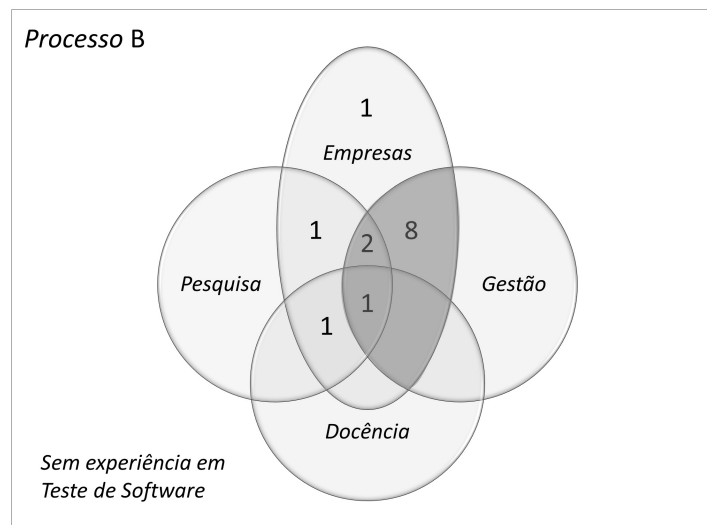 Processo B
1
Empresas
1
2
8
Pesquisa
Gestão
1
1
Docência
Sem experiência em
Teste de Software